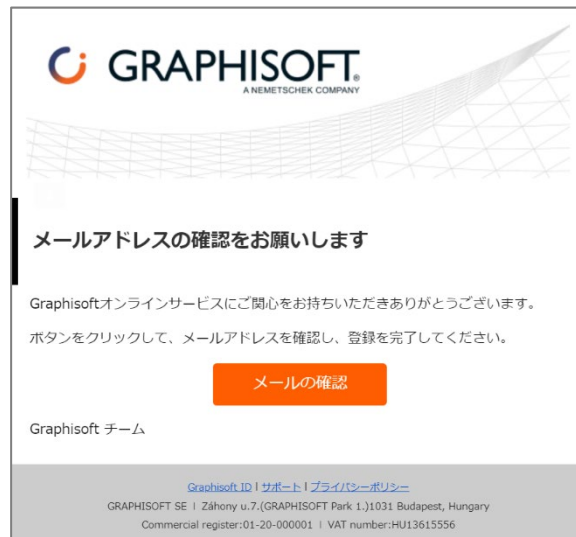 GRAPHISOFT®
A NEMETSCHEK COMPANY
メールアドレスの確認をお願いします
Graphisoftオンラインサービスにご関心をお持ちいただきありがとうございます。
ボタンをクリックして、メールアドレスを確認し、登録を完了してください。
メールの確認
Graphisoft チーム
Graphisoft ID | サポート | プライバシーポリシー
GRAPHISOFT SE | Záhony u.7.(GRAPHISOFT Park 1.)1031 Budapest, Hungary
Commercial register:01-20-000001 | VAT number:HU13615556